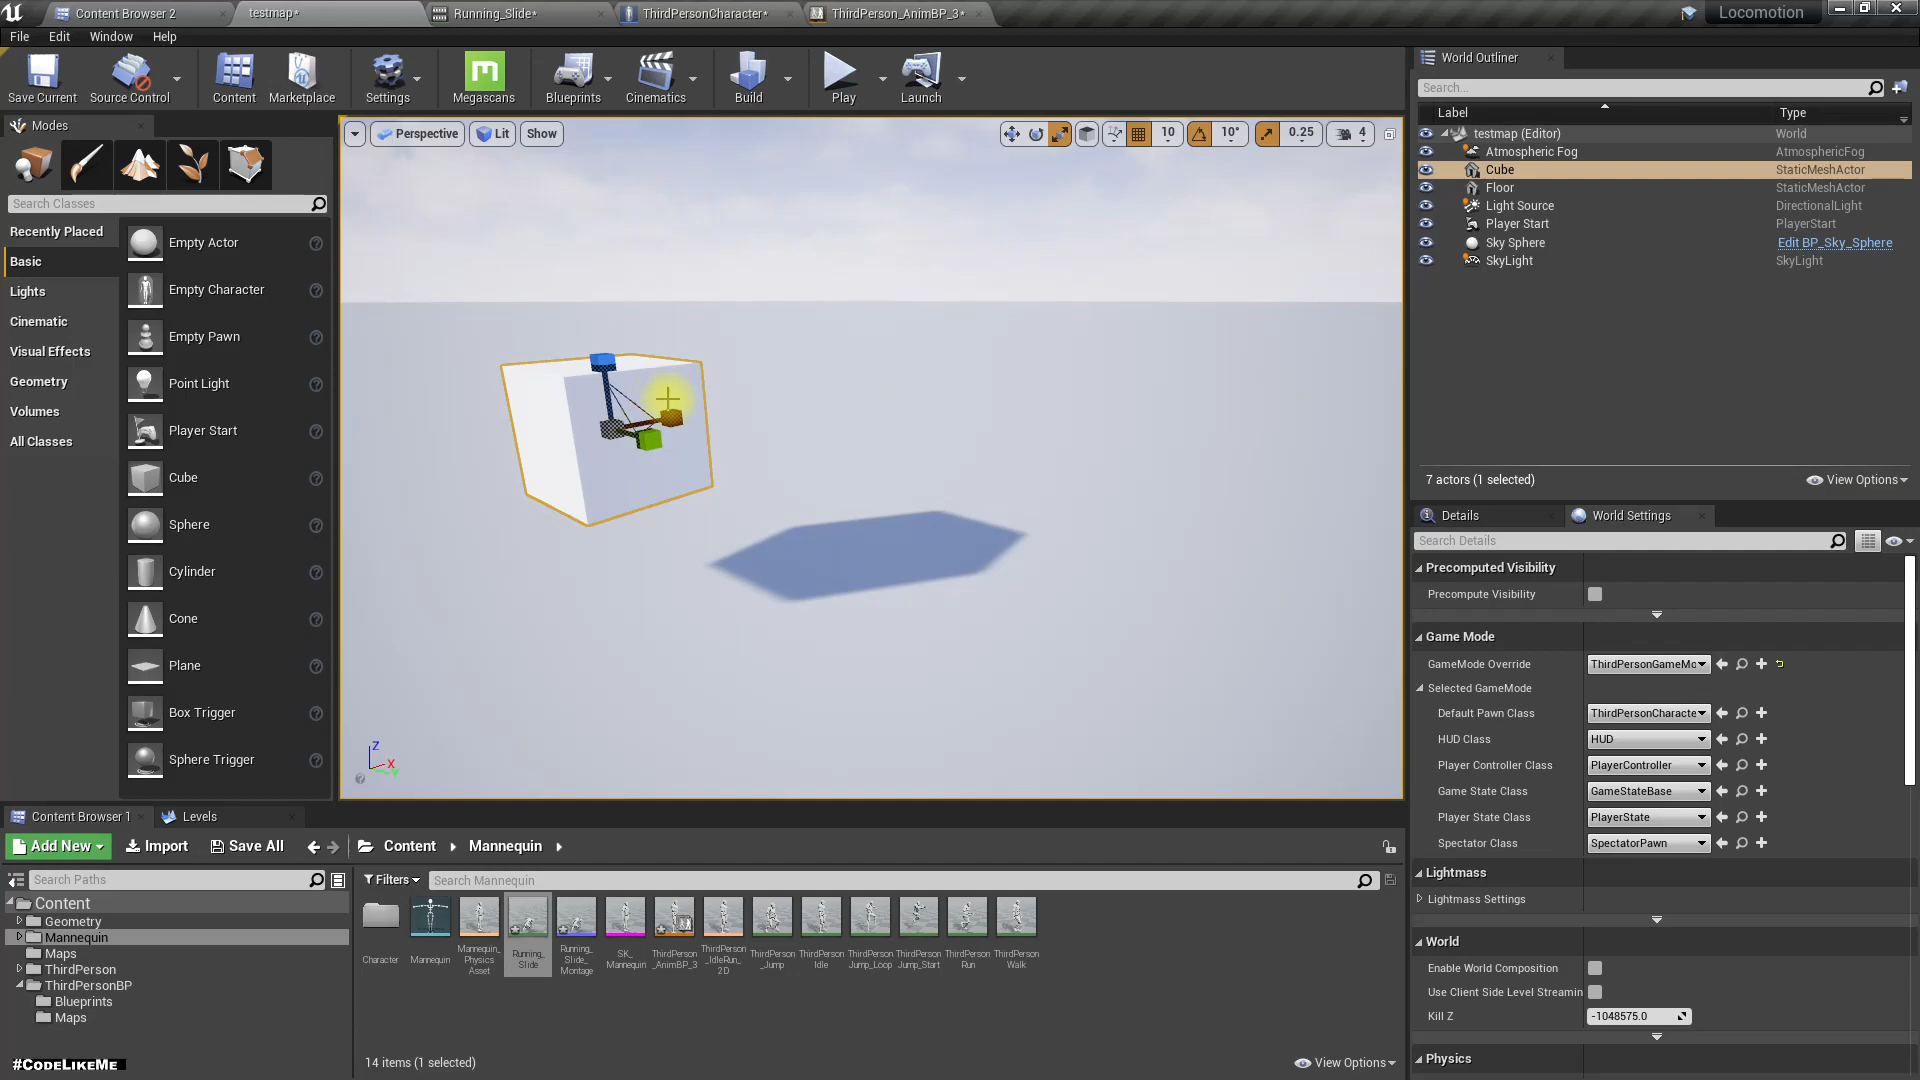 Content Browser 2
testmap*
Running_Slide*
ThirdPersonCharacter*
ThirdPerson_AnimBP_3*
Locomotion
File Edit Window Help
Save Current
Source Control
Content
Marketplace
Settings
Megascans
Blueprints
Cinematics
Build
Play
Launch
Modes
Search Classes
Recently Placed
Basic
Lights
Cinematic
Visual Effects
Geometry
Volumes
All Classes
Empty Actor
Empty Character
Empty Pawn
Point Light
Player Start
Cube
Sphere
Cylinder
Cone
Plane
Box Trigger
Sphere Trigger
Perspective
Lit
Show
10
10°
0.25
4
Z
X
Y
World Outliner
Search...
Label Type
testmap (Editor) World
Atmospheric Fog AtmosphericFog
Cube StaticMeshActor
Floor StaticMeshActor
Light Source DirectionalLight
Player Start PlayerStart
Sky Sphere Edit BP_Sky_Sphere
SkyLight SkyLight
7 actors (1 selected)
View Options
Details
World Settings
Search Details
Precomputed Visibility
Precompute Visibility
Game Mode
GameMode Override ThirdPersonGameMo
Selected GameMode
Default Pawn Class ThirdPersonCharacte
HUD Class HUD
Player Controller Class PlayerController
Game State Class GameStateBase
Player State Class PlayerState
Spectator Class SpectatorPawn
Lightmass
Lightmass Settings
World
Enable World Composition
Use Client Side Level Streamin
Kill Z -1048575.0
Physics
Content Browser 1
Levels
Add New
Import
Save All
Content
Mannequin
Search Paths
Filters
Search Mannequin
Content
Geometry
Mannequin
Maps
ThirdPerson
ThirdPersonBP
Blueprints
Maps
Character
Mannequin
Mannequin_
Physics
Asset
Running_
Slide
Running_
Slide_
Montage
SK_
Mannequin
ThirdPerson
_AnimBP_3
ThirdPerson
_IdleRun_
2D
ThirdPerson
_Jump
ThirdPerson
Idle
ThirdPerson
Jump_Loop
ThirdPerson
Jump_Start
ThirdPerson
Run
ThirdPerson
Walk
14 items (1 selected)
View Options
#CodeLikeMe